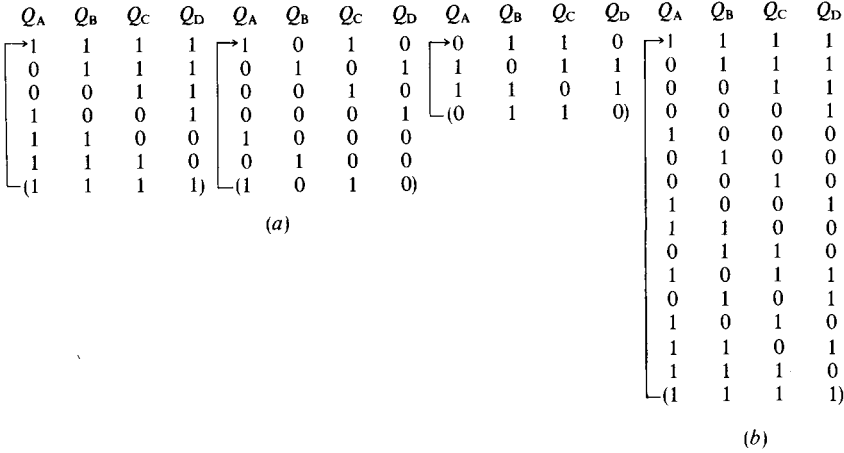 Q_A Q_B Q_C Q_D Q_A Q_B Q_C Q_D Q_A Q_B Q_C Q_D Q_A Q_B Q_C Q_D
1 1 1 1 1 0 1 0 0 1 1 0 1 1 1 1
0 1 1 1 0 1 0 1 1 0 1 1 0 1 1 1
0 0 1 1 0 0 1 0 1 1 0 1 0 0 1 1
1 0 0 1 0 0 0 1 (0 1 1 0) 0 0 0 1
1 1 0 0 1 0 0 0 1 0 0 0
1 1 1 0 0 1 0 0 0 1 0 0
(1 1 1 1) (1 0 1 0) 0 0 1 0
1 0 0 1
(a) 1 1 0 0
0 1 1 0
1 0 1 1
0 1 0 1
1 0 1 0
1 1 0 1
1 1 1 0
(1 1 1 1)
(b)